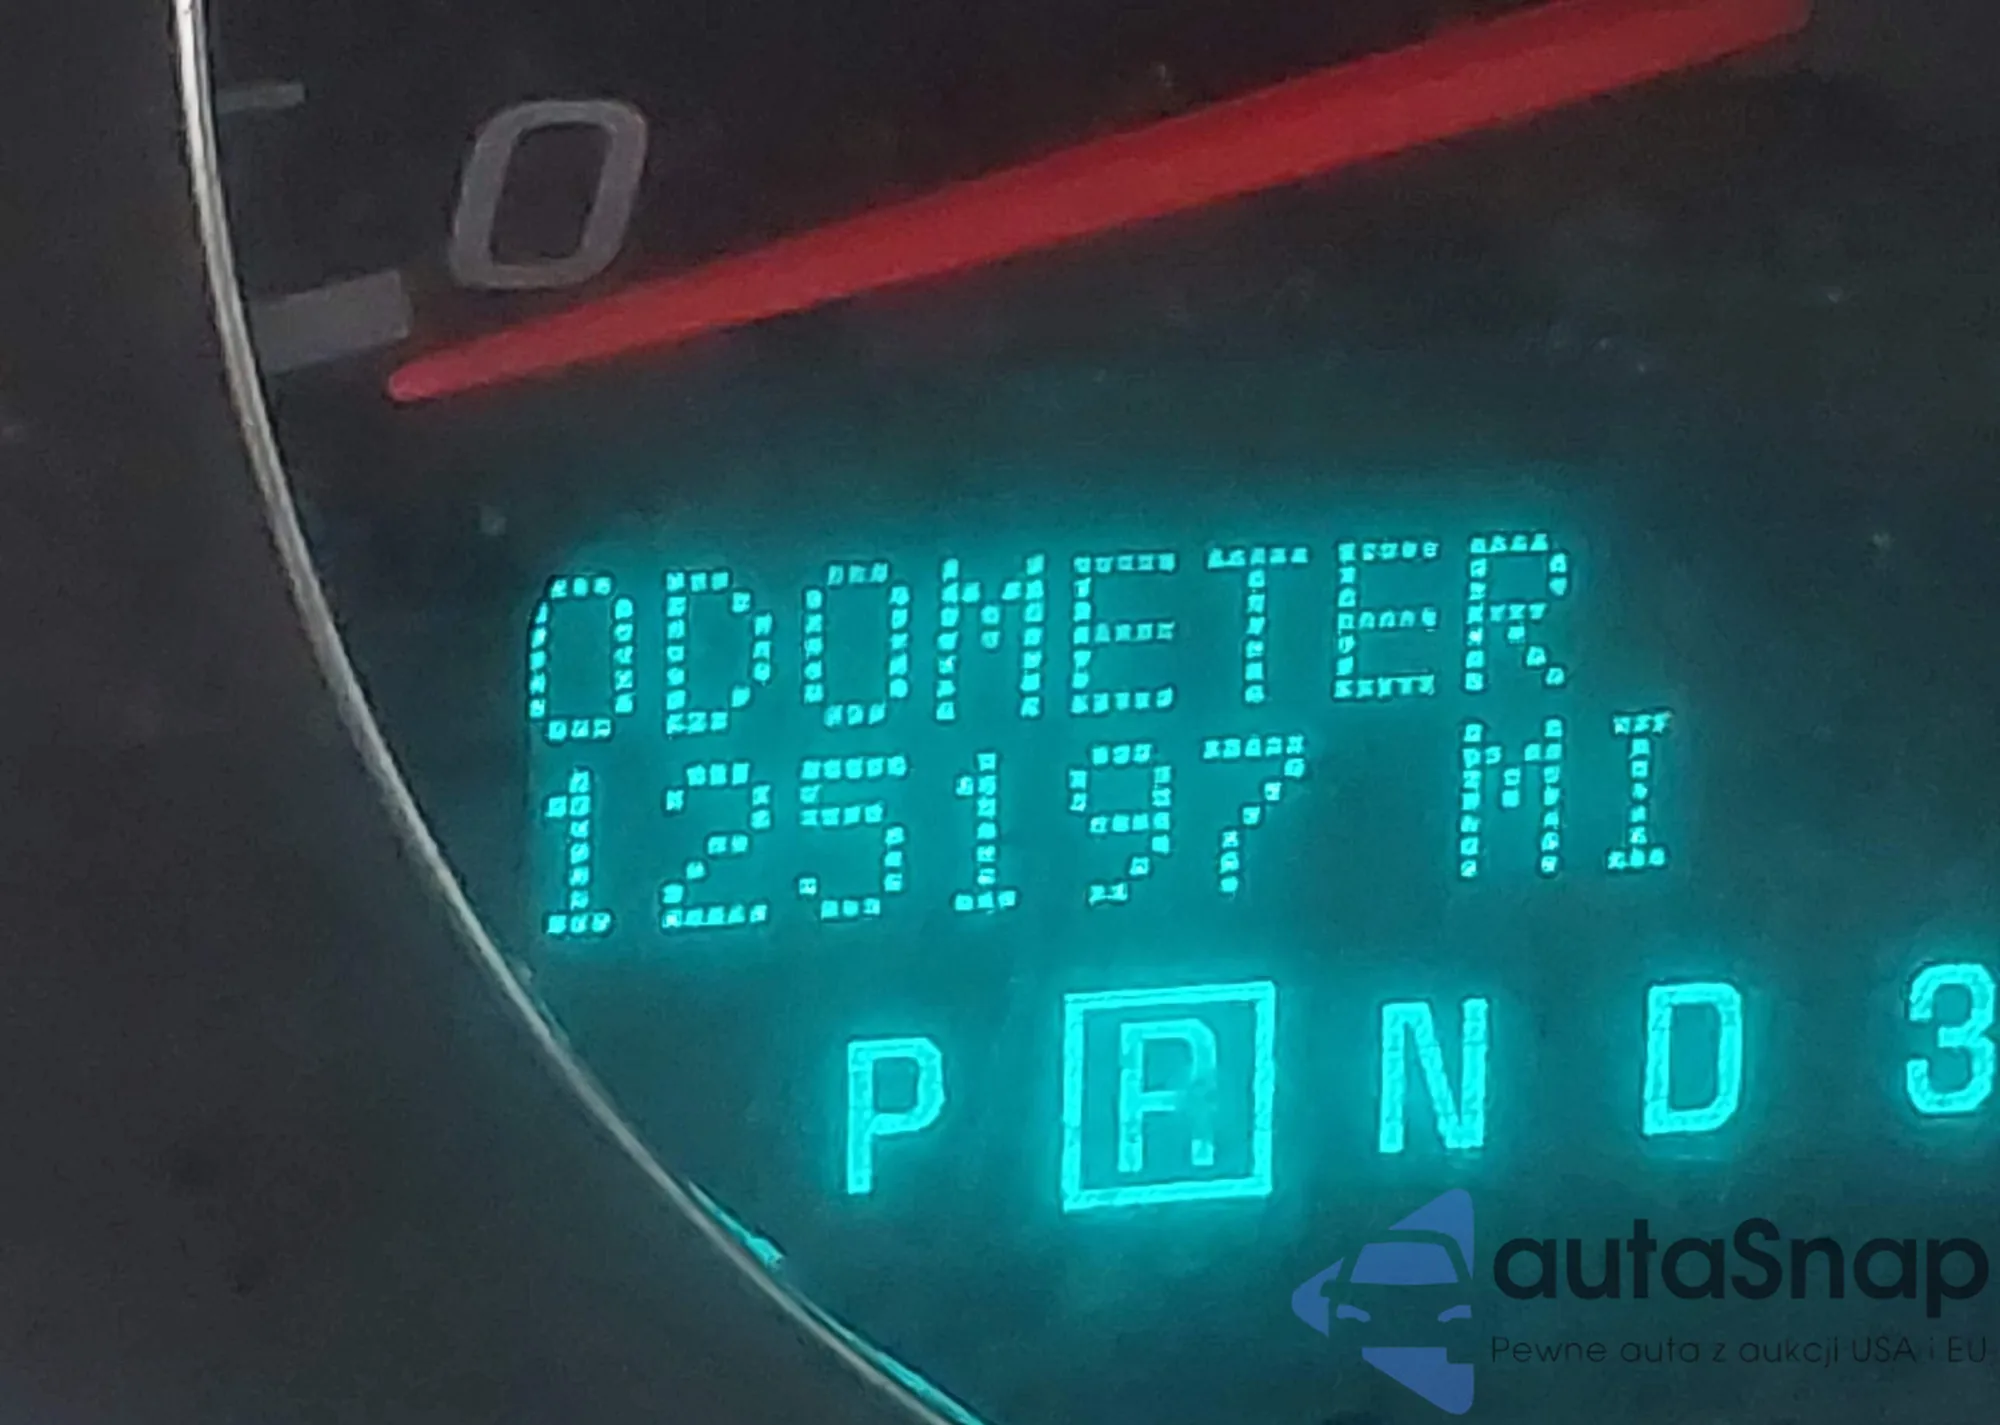 0
ODOMETER
125197 MI
P R N D 3
autaSnap
Pewne auta z aukcji USA i EU